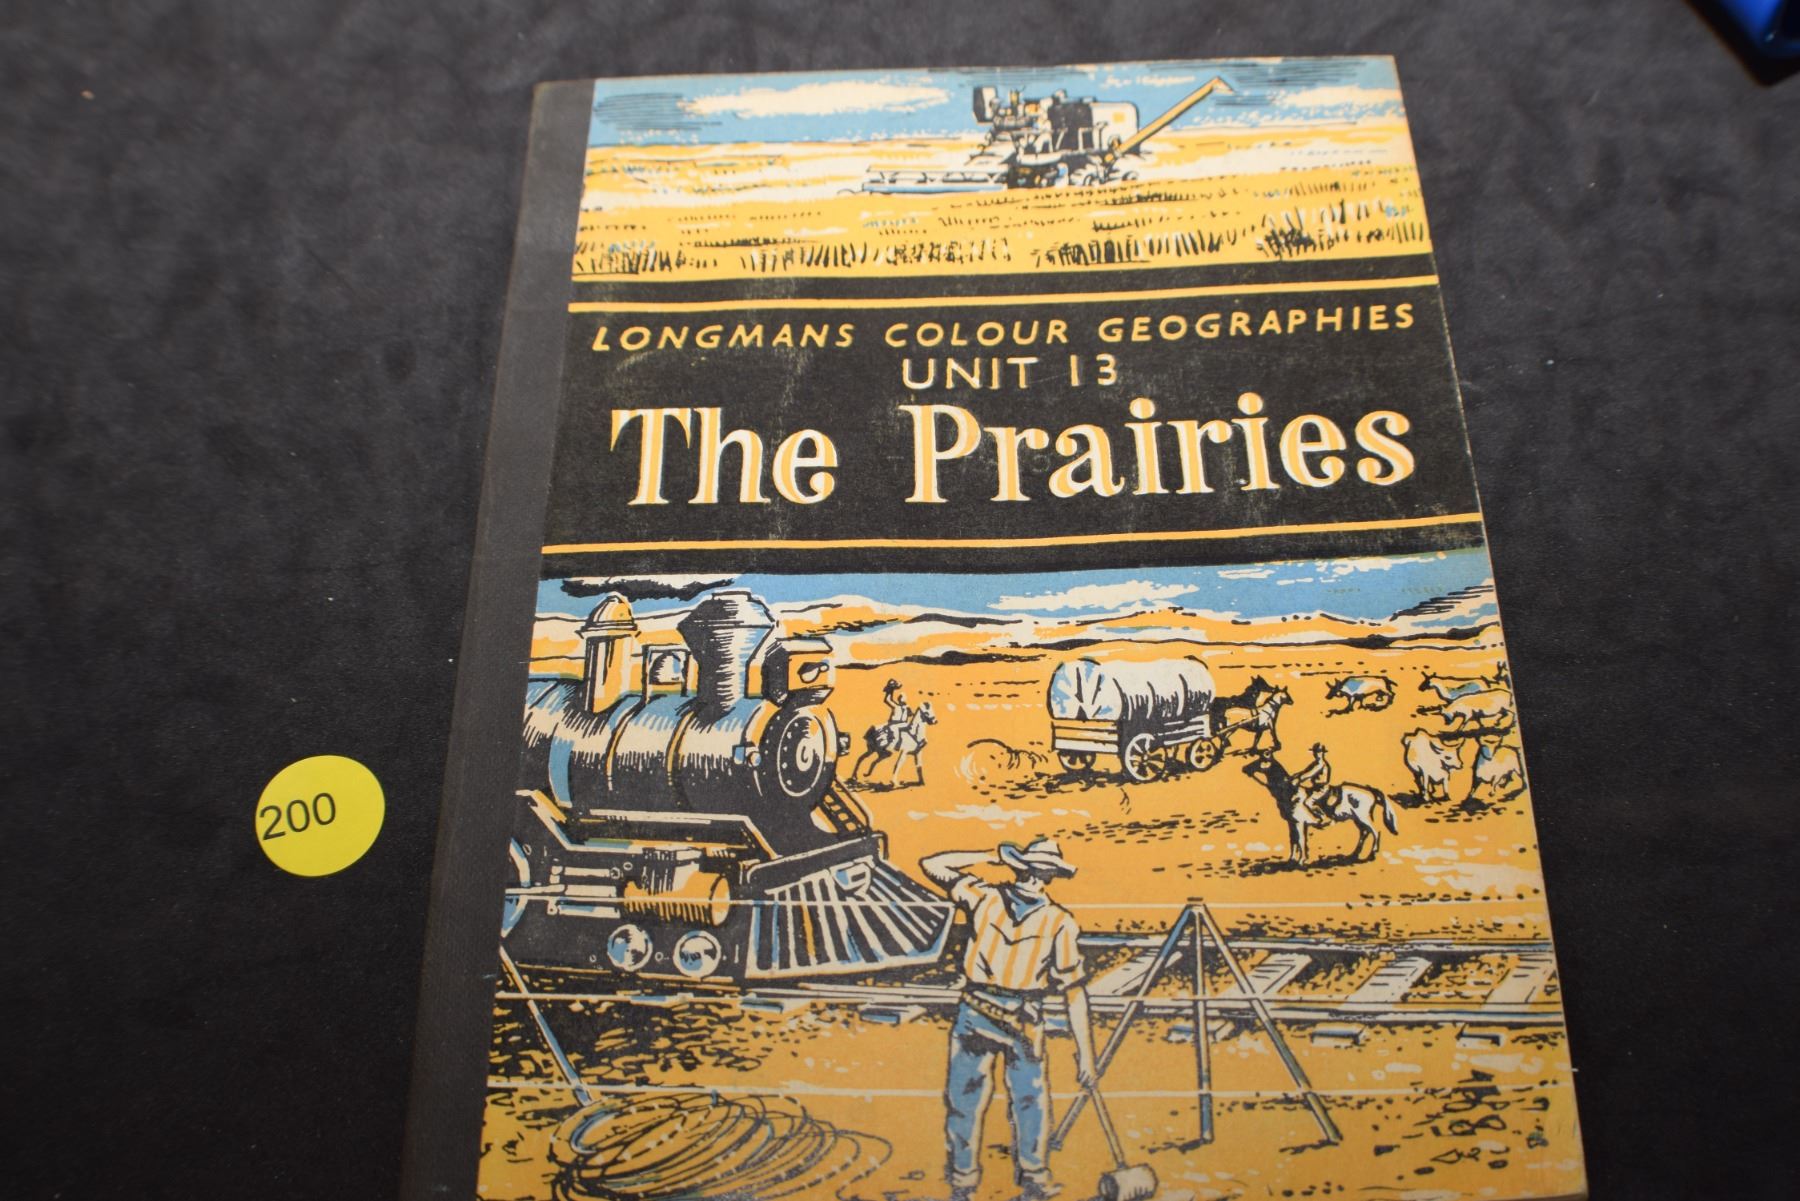 LONGMANS COLOUR GEOGRAPHIES
UNIT 13
The Prairies
200